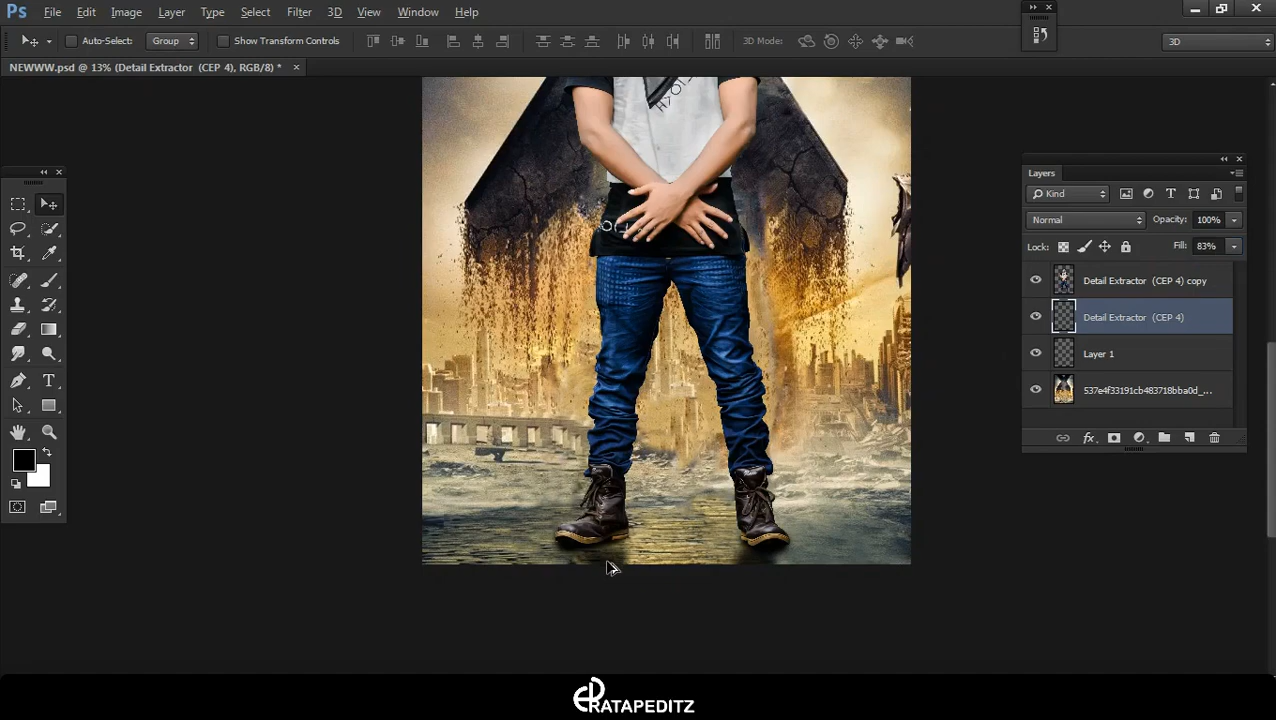 Ps File Edit Image Layer Type Select Filter 3D View Window Help
Auto-Select: Group Show Transform Controls 3D Mode: 3D
NEWWW.psd @ 13% (Detail Extractor (CEP 4), RGB/8) * ×
Layers
Kind
Normal Opacity: 100%
Lock: Fill: 83%
Detail Extractor (CEP 4) copy
Detail Extractor (CEP 4)
Layer 1
537e4f33191cb483718bba0d_...
fx
RATAPEDITZ